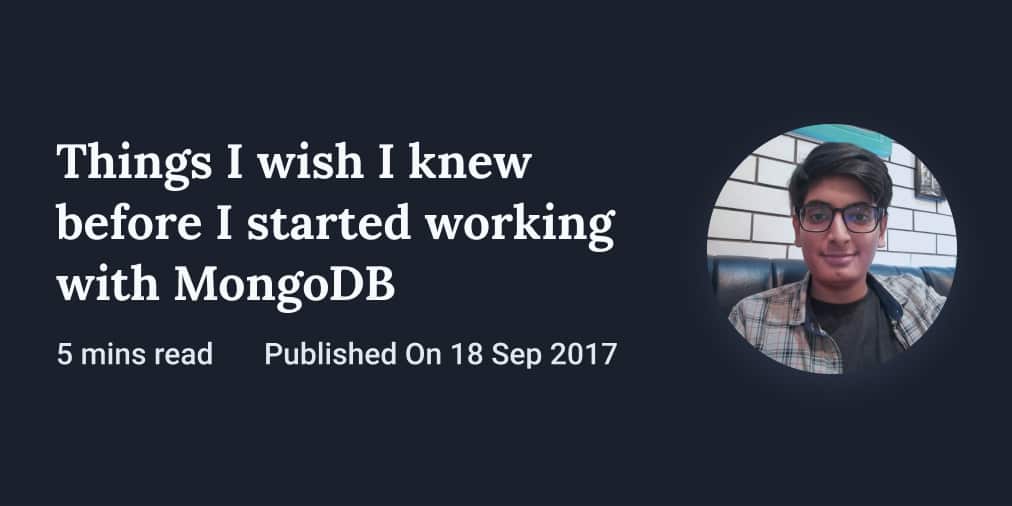 Things I wish I knew
before I started working
with MongoDB
5 mins read Published On 18 Sep 2017